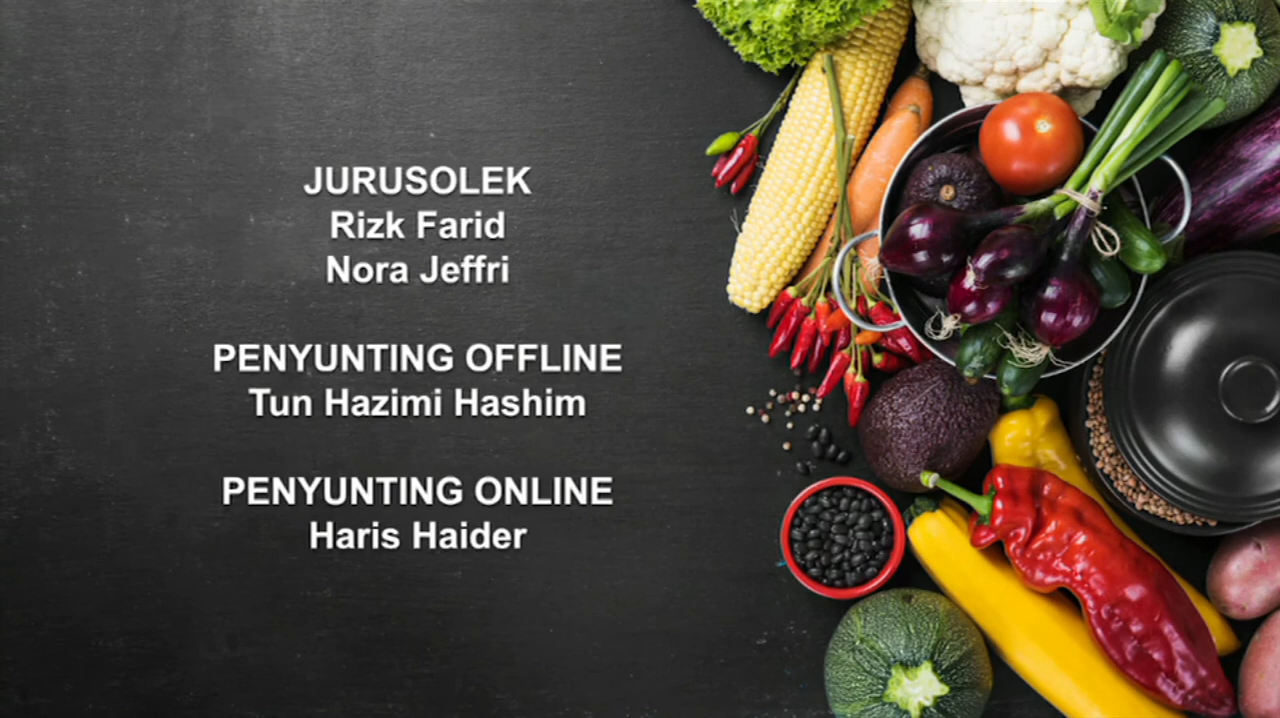 JURUSOLEK
Rizk Farid
Nora Jeffri
PENYUNTING OFFLINE
Tun Hazimi Hashim
PENYUNTING ONLINE
Haris Haider